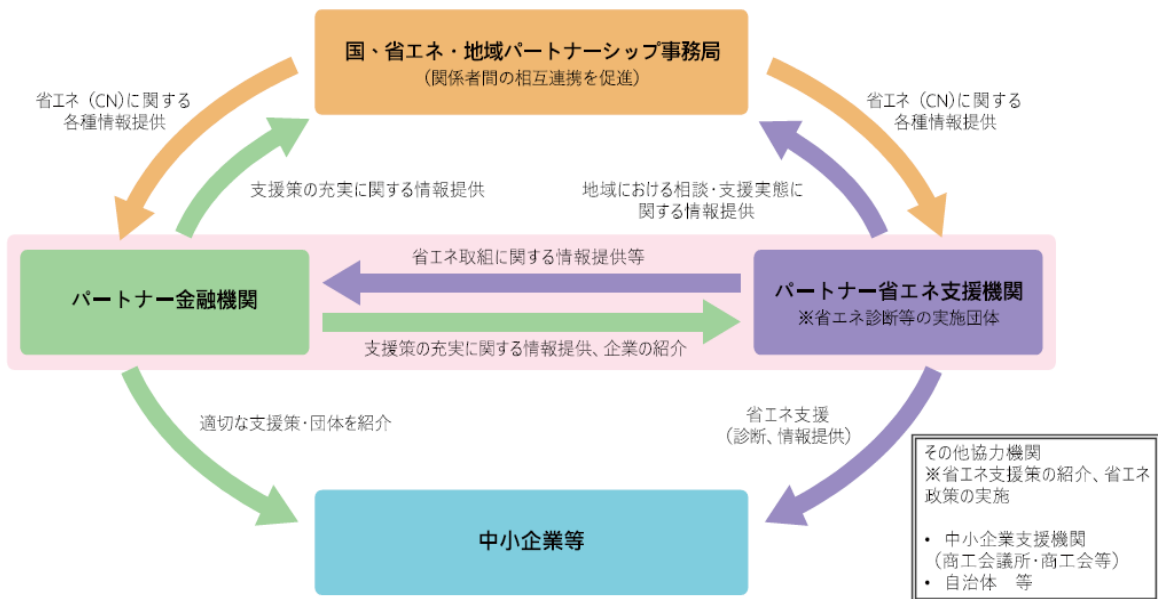 国、省エネ・地域パートナーシップ事務局
(関係者間の相互連携を促進)
省エネ (CN)に関する
各種情報提供
省エネ (CN)に関する
各種情報提供
支援策の充実に関する情報提供
地域における相談・支援実態に
関する情報提供
省エネ取組に関する情報提供等
パートナー金融機関
パートナー省エネ支援機関
※省エネ診断等の実施団体
支援策の充実に関する情報提供、企業の紹介
適切な支援策・団体を紹介
省エネ支援
(診断、情報提供)
中小企業等
その他協力機関
※省エネ支援策の紹介、省エネ
政策の実施
• 中小企業支援機関
(商工会議所・商工会等)
• 自治体 等